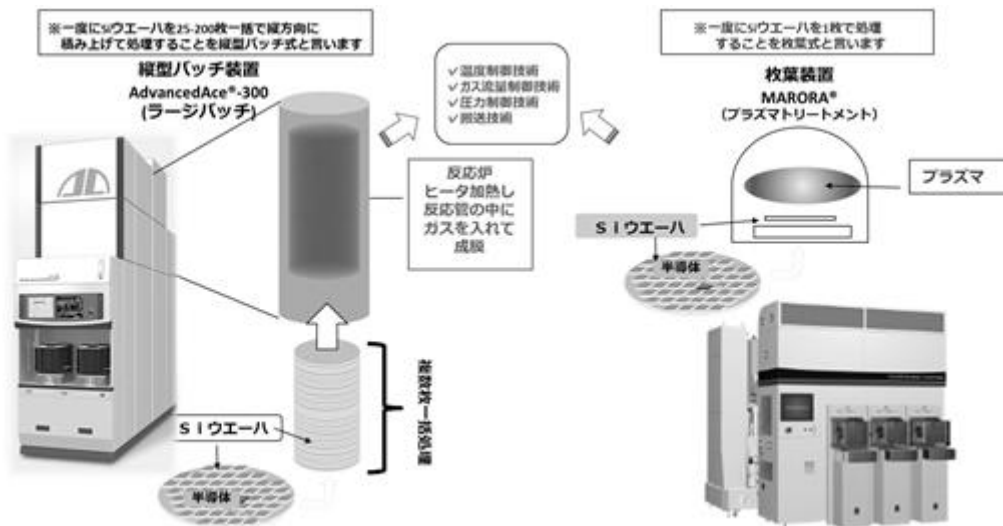 ※一度にSiウエーハを25-200枚一括で縦方向に
積み上げて処理することを縦型バッチ式と言います
縦型バッチ装置
AdvancedAce®-300
(ラージバッチ)
✓温度制御技術
✓ガス流量制御技術
✓圧力制御技術
✓搬送技術
反応炉
ヒータ加熱し
反応管の中に
ガスを入れて
成膜
複数枚一括処理
Ｓｉウエーハ
半導体
※一度にSiウエーハを1枚で処理
することを枚葉式と言います
枚葉装置
MARORA®
(プラズマトリートメント)
プラズマ
Ｓｉウエーハ
半導体